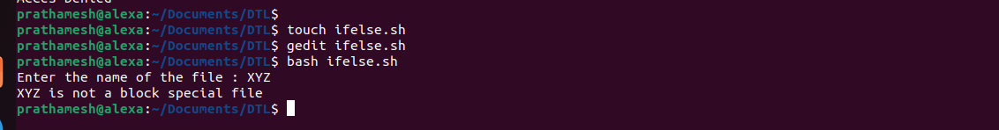 Acces Denied
prathamesh@alexa:~/Documents/DTL$
prathamesh@alexa:~/Documents/DTL$ touch ifelse.sh
prathamesh@alexa:~/Documents/DTL$ gedit ifelse.sh
prathamesh@alexa:~/Documents/DTL$ bash ifelse.sh
Enter the name of the file : XYZ
XYZ is not a block special file
prathamesh@alexa:~/Documents/DTL$